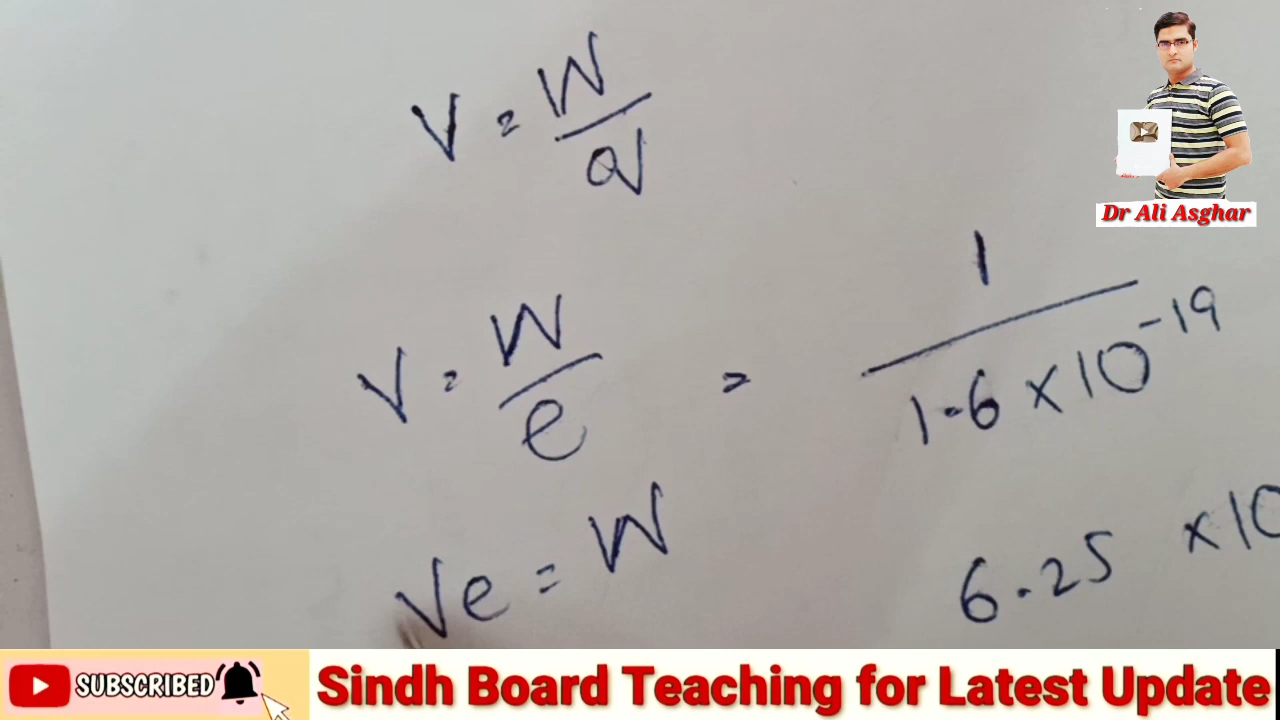 V = W/Q
Dr Ali Asghar
V = W/e = 1/1.6 x 10^-19
Ve = W
6.25 x 10
SUBSCRIBED
Sindh Board Teaching for Latest Update